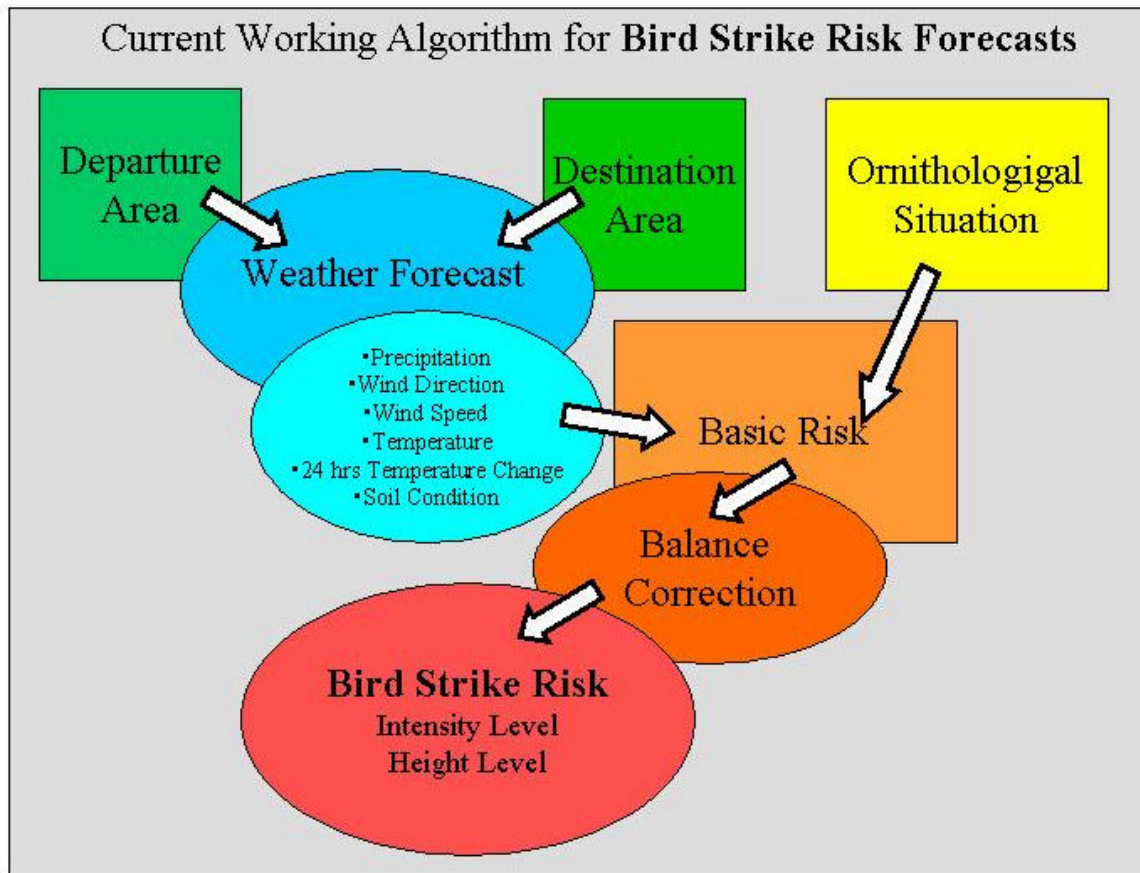 Current Working Algorithm for Bird Strike Risk Forecasts
Departure
Area
Destination
Area
Ornithologigal
Situation
Weather Forecast
▪Precipitation
▪Wind Direction
▪Wind Speed
▪Temperature
▪24 hrs Temperature Change
▪Soil Condition
Basic Risk
Balance
Correction
Bird Strike Risk
Intensity Level
Height Level